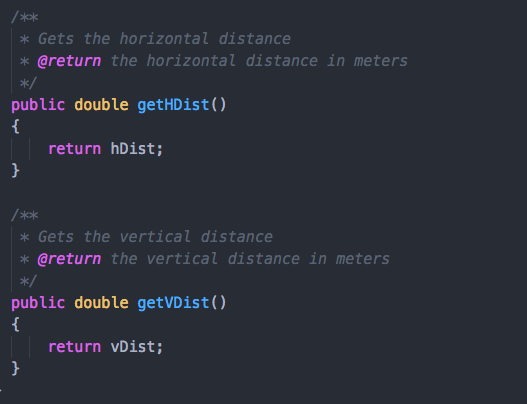 /**
 * Gets the horizontal distance
 * @return the horizontal distance in meters
 */
public double getHDist()
{
    return hDist;
}

/**
 * Gets the vertical distance
 * @return the vertical distance in meters
 */
public double getVDist()
{
    return vDist;
}